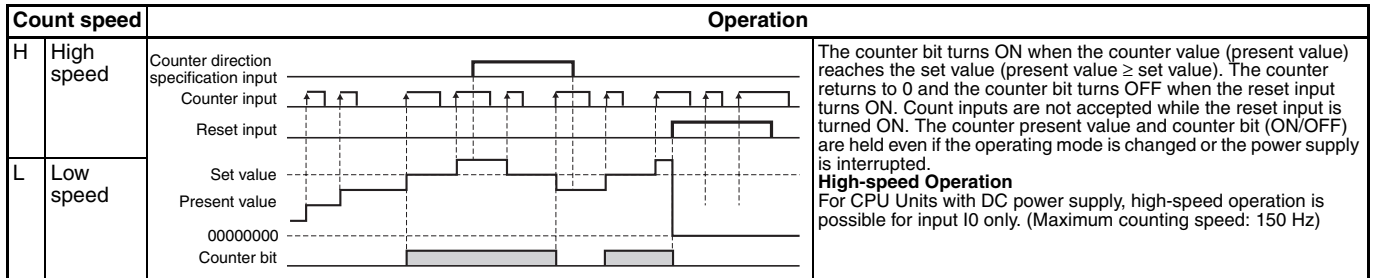 Count speed Operation
H High
speed
L Low
speed
Counter direction
specification input
Counter input
Reset input
Set value
Present value
00000000
Counter bit
The counter bit turns ON when the counter value (present value)
reaches the set value (present value ≥ set value). The counter
returns to 0 and the counter bit turns OFF when the reset input
turns ON. Count inputs are not accepted while the reset input is
turned ON. The counter present value and counter bit (ON/OFF)
are held even if the operating mode is changed or the power supply
is interrupted.
High-speed Operation
For CPU Units with DC power supply, high-speed operation is
possible for input I0 only. (Maximum counting speed: 150 Hz)